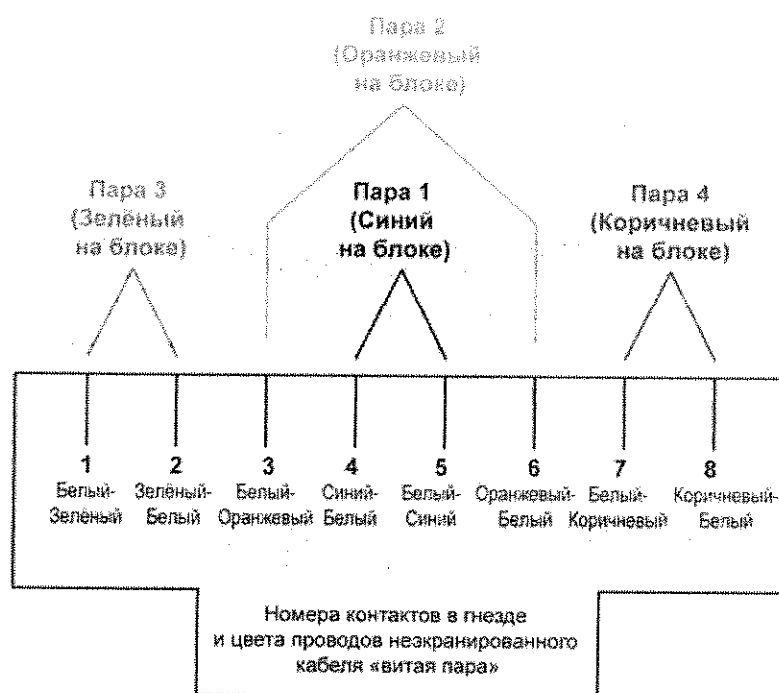 Пара 2
(Оранжевый
на блоке)
Пара 3
(Зелёный
на блоке)
Пара 1
(Синий
на блоке)
Пара 4
(Коричневый
на блоке)
1
2
3
4
5
6
7
8
Белый-
Зелёный
Зелёный-
Белый
Белый-
Оранжевый
Синий-
Белый
Белый-
Синий
Оранжевый-
Белый
Белый-
Коричневый
Коричневый-
Белый
Номера контактов в гнезде
и цвета проводов незкранированного
кабеля «витая пара»